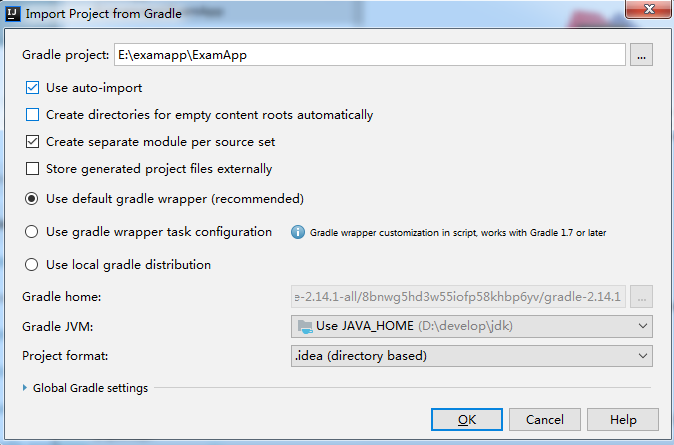 Import Project from Gradle
Gradle project: E:\examapp\ExamApp ...
Use auto-import
Create directories for empty content roots automatically
Create separate module per source set
Store generated project files externally
Use default gradle wrapper (recommended)
Use gradle wrapper task configuration Gradle wrapper customization in script, works with Gradle 1.7 or later
Use local gradle distribution
Gradle home: e-2.14.1-all/8bnwg5hd3w55iofp58khbp6yv/gradle-2.14.1 ...
Gradle JVM: Use JAVA_HOME (D:\develop\jdk)
Project format: .idea (directory based)
Global Gradle settings
OK Cancel Help